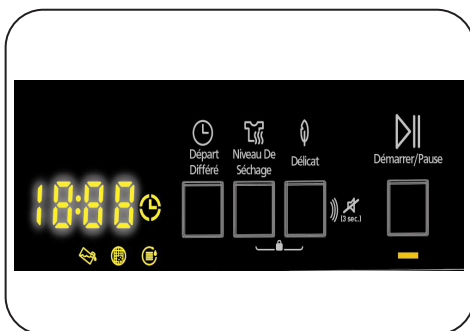 Départ
Différé
Niveau De
Séchage
Délicat
Démarrer/Pause
18:88
(3 sec.)